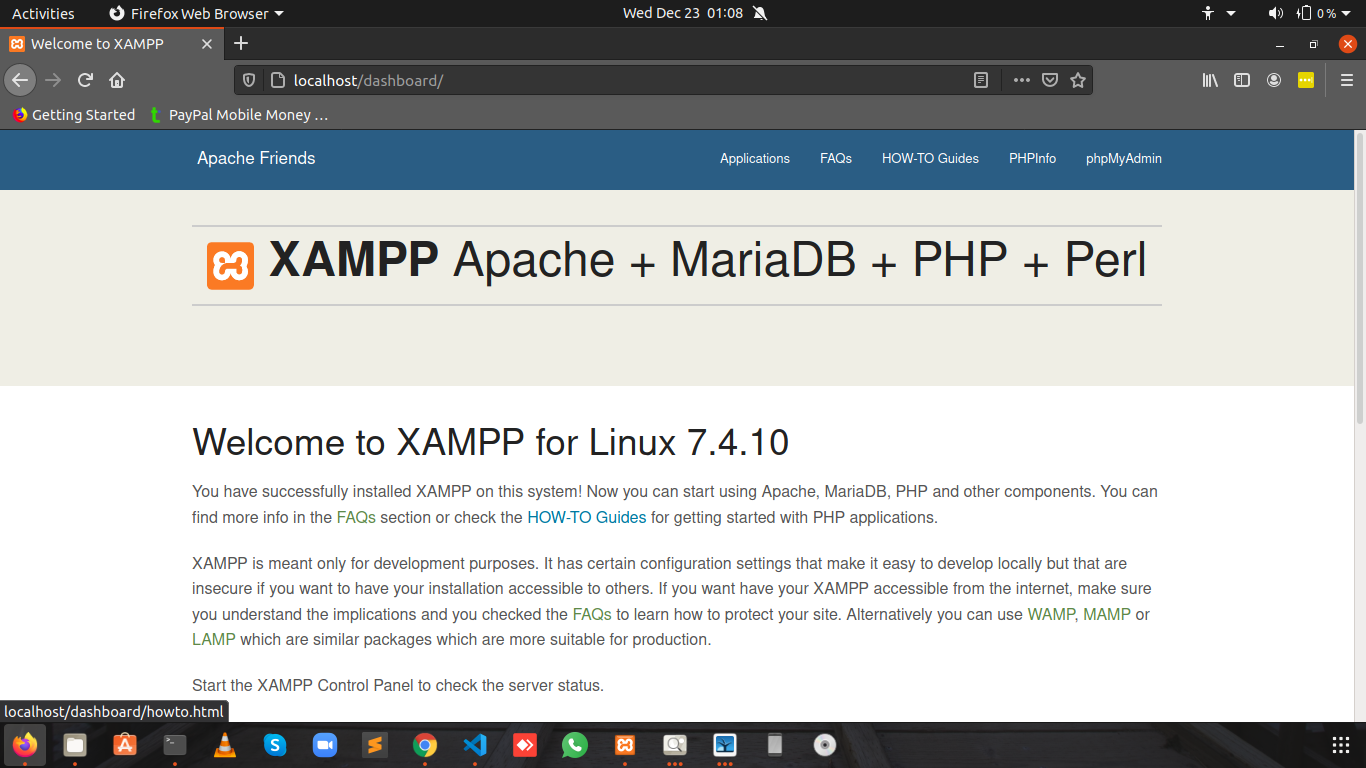 Activities Firefox Web Browser Wed Dec 23 01:08 0 %
Welcome to XAMPP
localhost/dashboard/
Getting Started PayPal Mobile Money …
Apache Friends Applications FAQs HOW-TO Guides PHPInfo phpMyAdmin
XAMPP Apache + MariaDB + PHP + Perl
Welcome to XAMPP for Linux 7.4.10
You have successfully installed XAMPP on this system! Now you can start using Apache, MariaDB, PHP and other components. You can
find more info in the FAQs section or check the HOW-TO Guides for getting started with PHP applications.
XAMPP is meant only for development purposes. It has certain configuration settings that make it easy to develop locally but that are
insecure if you want to have your installation accessible to others. If you want have your XAMPP accessible from the internet, make sure
you understand the implications and you checked the FAQs to learn how to protect your site. Alternatively you can use WAMP, MAMP or
LAMP which are similar packages which are more suitable for production.
Start the XAMPP Control Panel to check the server status.
localhost/dashboard/howto.html